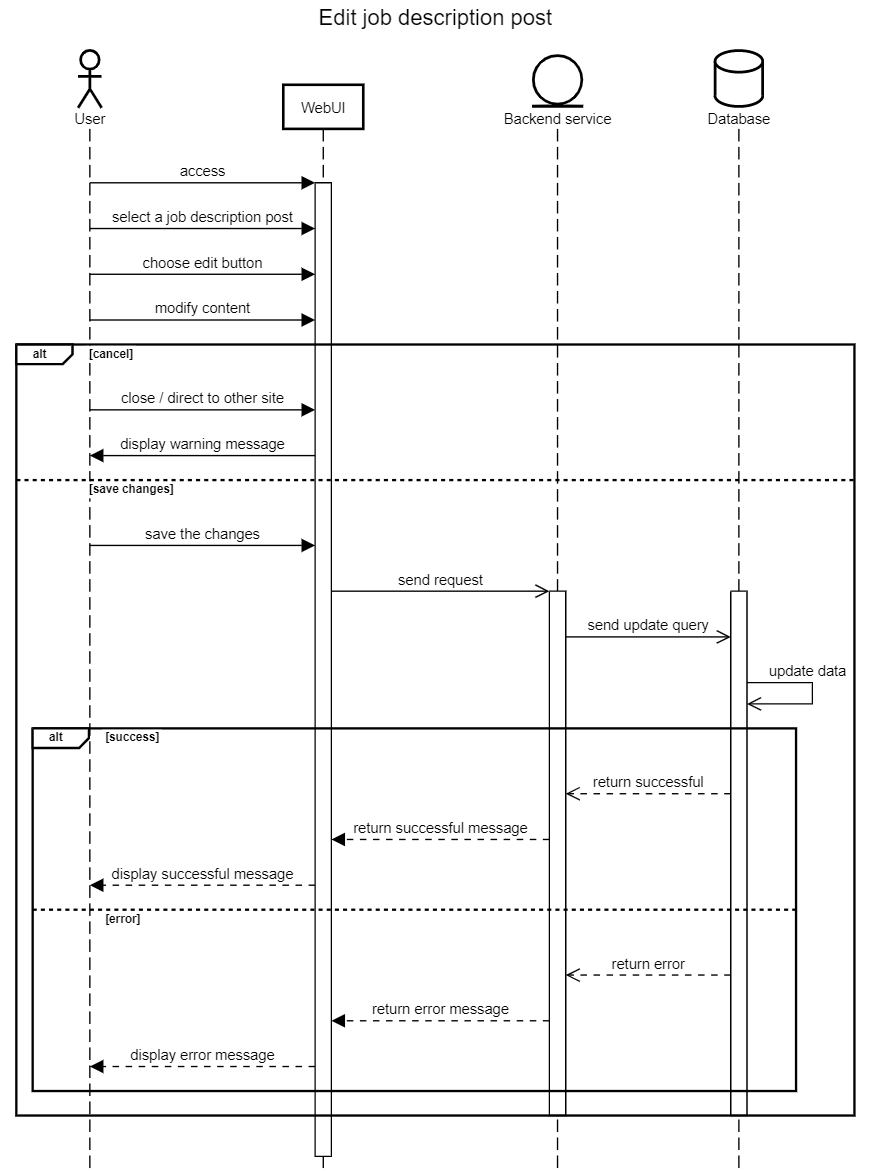 Edit job description post
User
WebUI
Backend service
Database
access
select a job description post
choose edit button
modify content
alt
[cancel]
close / direct to other site
display warning message
[save changes]
save the changes
send request
send update query
update data
alt
[success]
return successful
return successful message
display successful message
[error]
return error
return error message
display error message